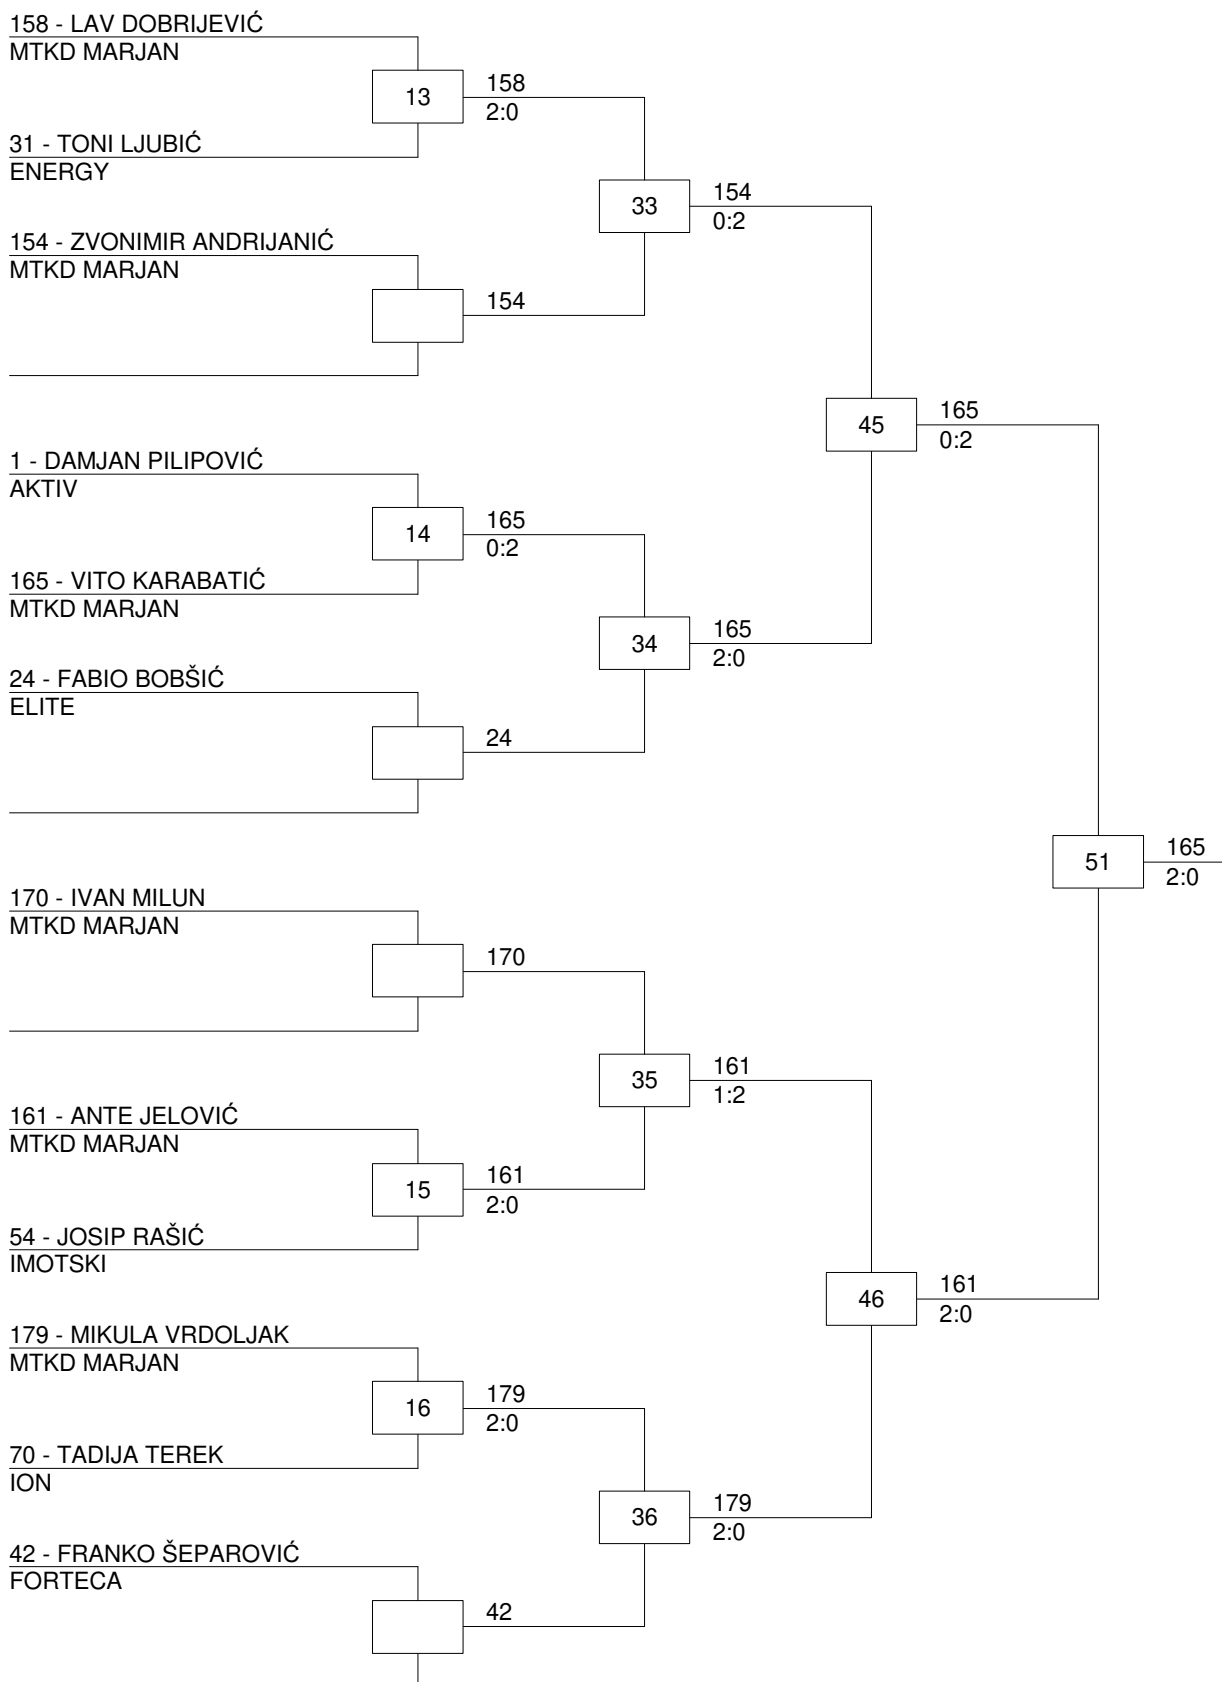 158 - LAV DOBRIJEVIĆ
MTKD MARJAN
13
158
2:0
31 - TONI LJUBIĆ
ENERGY
33
154
0:2
154 - ZVONIMIR ANDRIJANIĆ
MTKD MARJAN
154
45
165
0:2
1 - DAMJAN PILIPOVIĆ
AKTIV
14
165
0:2
165 - VITO KARABATIĆ
MTKD MARJAN
34
165
2:0
24 - FABIO BOBŠIĆ
ELITE
24
51
165
2:0
170 - IVAN MILUN
MTKD MARJAN
170
35
161
1:2
161 - ANTE JELOVIĆ
MTKD MARJAN
15
161
2:0
54 - JOSIP RAŠIĆ
IMOTSKI
46
161
2:0
179 - MIKULA VRDOLJAK
MTKD MARJAN
16
179
2:0
70 - TADIJA TEREK
ION
36
179
2:0
42 - FRANKO ŠEPAROVIĆ
FORTECA
42